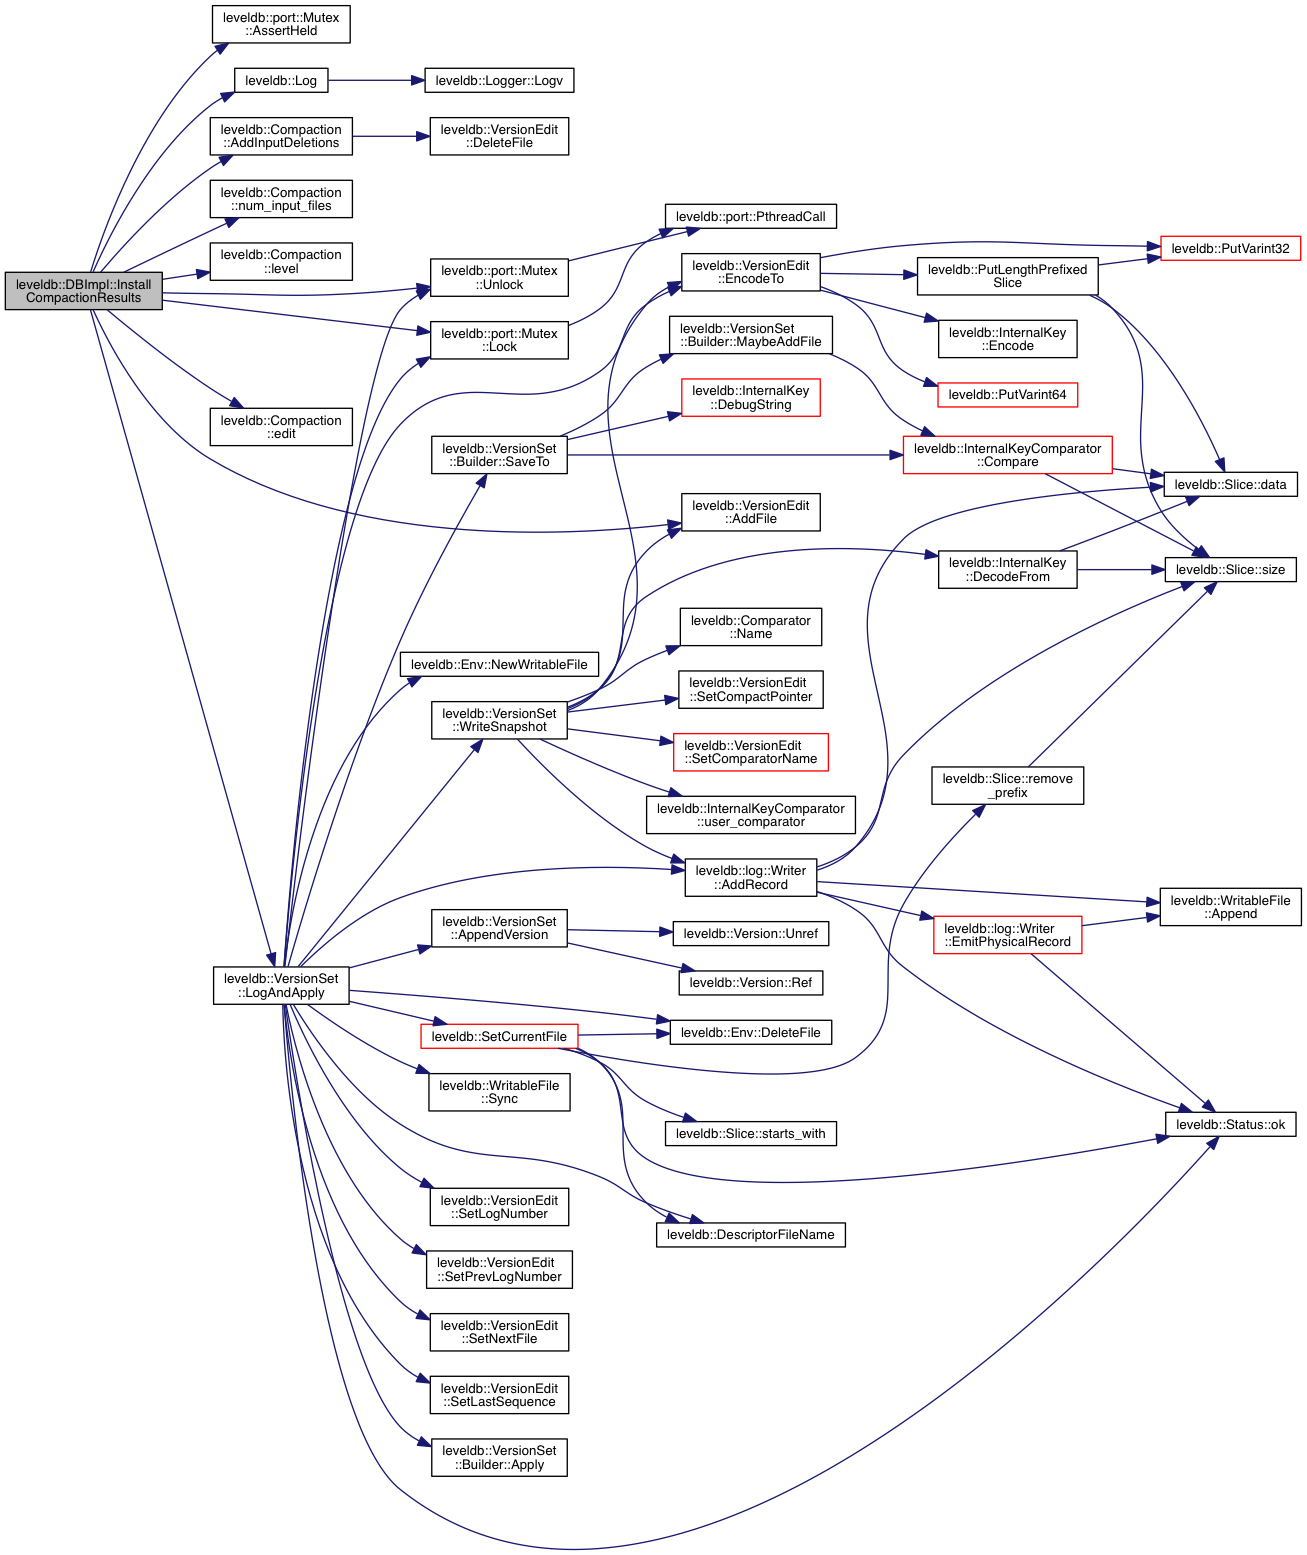 leveldb::port::Mutex
::AssertHeld
leveldb::Log
leveldb::Logger::Logv
leveldb::Compaction
::AddInputDeletions
leveldb::VersionEdit
::DeleteFile
leveldb::Compaction
::num_input_files
leveldb::port::PthreadCall
leveldb::Compaction
::level
leveldb::port::Mutex
::Unlock
leveldb::VersionEdit
::EncodeTo
leveldb::PutLengthPrefixed
Slice
leveldb::PutVarint32
leveldb::DBImpl::Install
CompactionResults
leveldb::port::Mutex
::Lock
leveldb::VersionSet
::Builder::MaybeAddFile
leveldb::InternalKey
::Encode
leveldb::InternalKey
::DebugString
leveldb::PutVarint64
leveldb::Compaction
::edit
leveldb::VersionSet
::Builder::SaveTo
leveldb::InternalKeyComparator
::Compare
leveldb::Slice::data
leveldb::VersionEdit
::AddFile
leveldb::InternalKey
::DecodeFrom
leveldb::Slice::size
leveldb::Comparator
::Name
leveldb::Env::NewWritableFile
leveldb::VersionEdit
::SetCompactPointer
leveldb::VersionSet
::WriteSnapshot
leveldb::VersionEdit
::SetComparatorName
leveldb::Slice::remove
_prefix
leveldb::InternalKeyComparator
::user_comparator
leveldb::log::Writer
::AddRecord
leveldb::WritableFile
::Append
leveldb::VersionSet
::AppendVersion
leveldb::Version::Unref
leveldb::log::Writer
::EmitPhysicalRecord
leveldb::VersionSet
::LogAndApply
leveldb::Version::Ref
leveldb::SetCurrentFile
leveldb::Env::DeleteFile
leveldb::WritableFile
::Sync
leveldb::Slice::starts_with
leveldb::Status::ok
leveldb::VersionEdit
::SetLogNumber
leveldb::DescriptorFileName
leveldb::VersionEdit
::SetPrevLogNumber
leveldb::VersionEdit
::SetNextFile
leveldb::VersionEdit
::SetLastSequence
leveldb::VersionSet
::Builder::Apply